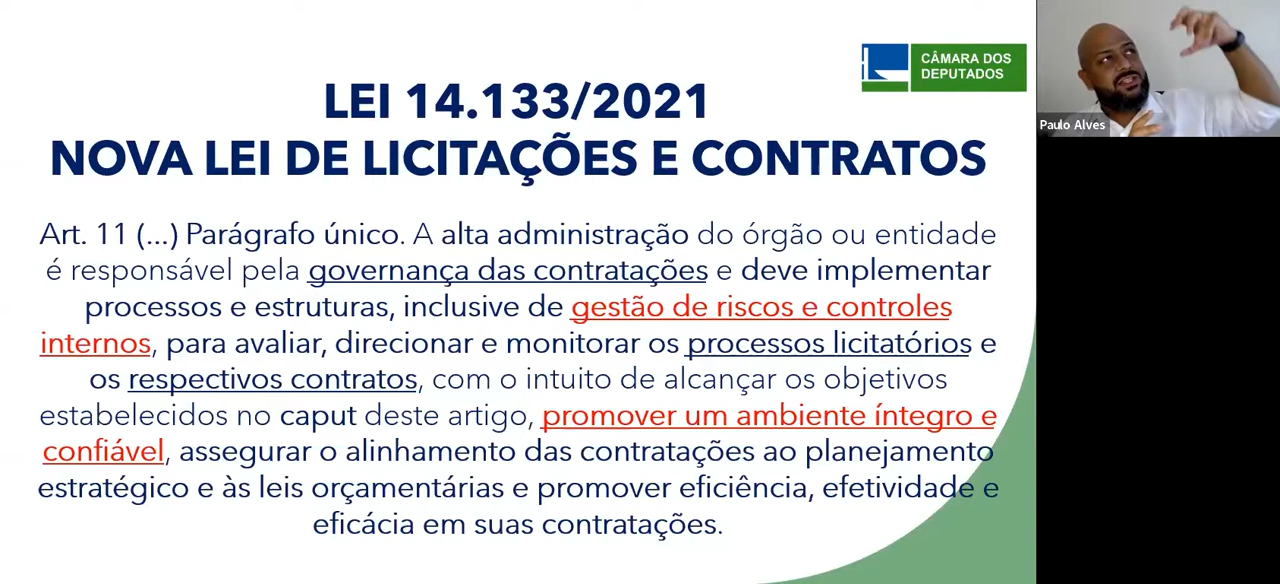 CÂMARA DOS
DEPUTADOS
LEI 14.133/2021
NOVA LEI DE LICITAÇÕES E CONTRATOS
Art. 11 (...) Parágrafo único. A alta administração do órgão ou entidade
é responsável pela governança das contratações e deve implementar
processos e estruturas, inclusive de gestão de riscos e controles
internos, para avaliar, direcionar e monitorar os processos licitatórios e
os respectivos contratos, com o intuito de alcançar os objetivos
estabelecidos no caput deste artigo, promover um ambiente íntegro e
confiável, assegurar o alinhamento das contratações ao planejamento
estratégico e às leis orçamentárias e promover eficiência, efetividade e
eficácia em suas contratações.
Paulo Alves